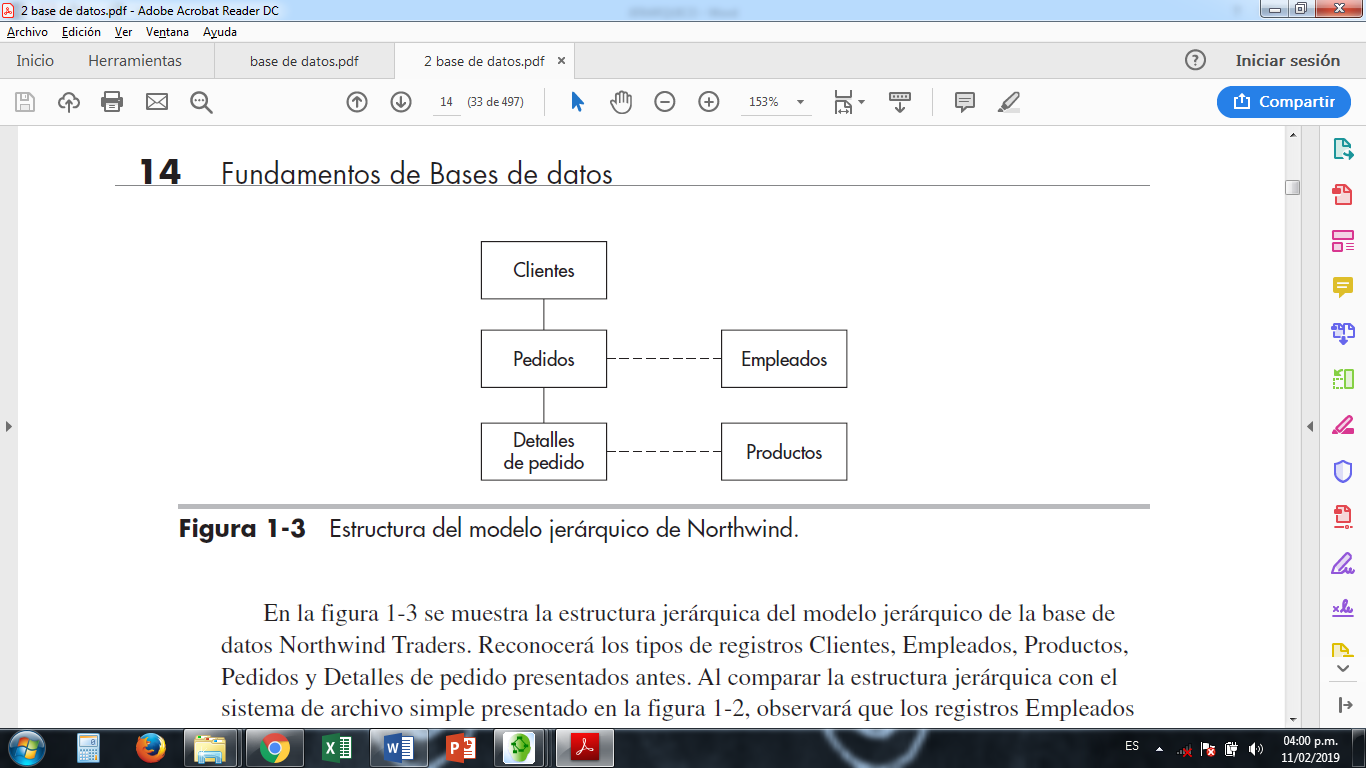 2 base de datos.pdf - Adobe Acrobat Reader DC
Archivo Edición Ver Ventana Ayuda
Inicio Herramientas base de datos.pdf 2 base de datos.pdf × ? Iniciar sesión
14 (33 de 497) 153% Compartir
14 Fundamentos de Bases de datos
Clientes
Pedidos Empleados
Detalles
de pedido Productos
Figura 1-3 Estructura del modelo jerárquico de Northwind.
En la figura 1-3 se muestra la estructura jerárquica del modelo jerárquico de la base de
datos Northwind Traders. Reconocerá los tipos de registros Clientes, Empleados, Productos,
Pedidos y Detalles de pedido presentados antes. Al comparar la estructura jerárquica con el
sistema de archivo simple presentado en la figura 1-2, observará que los registros Empleados
ES 04:00 p.m.
11/02/2019